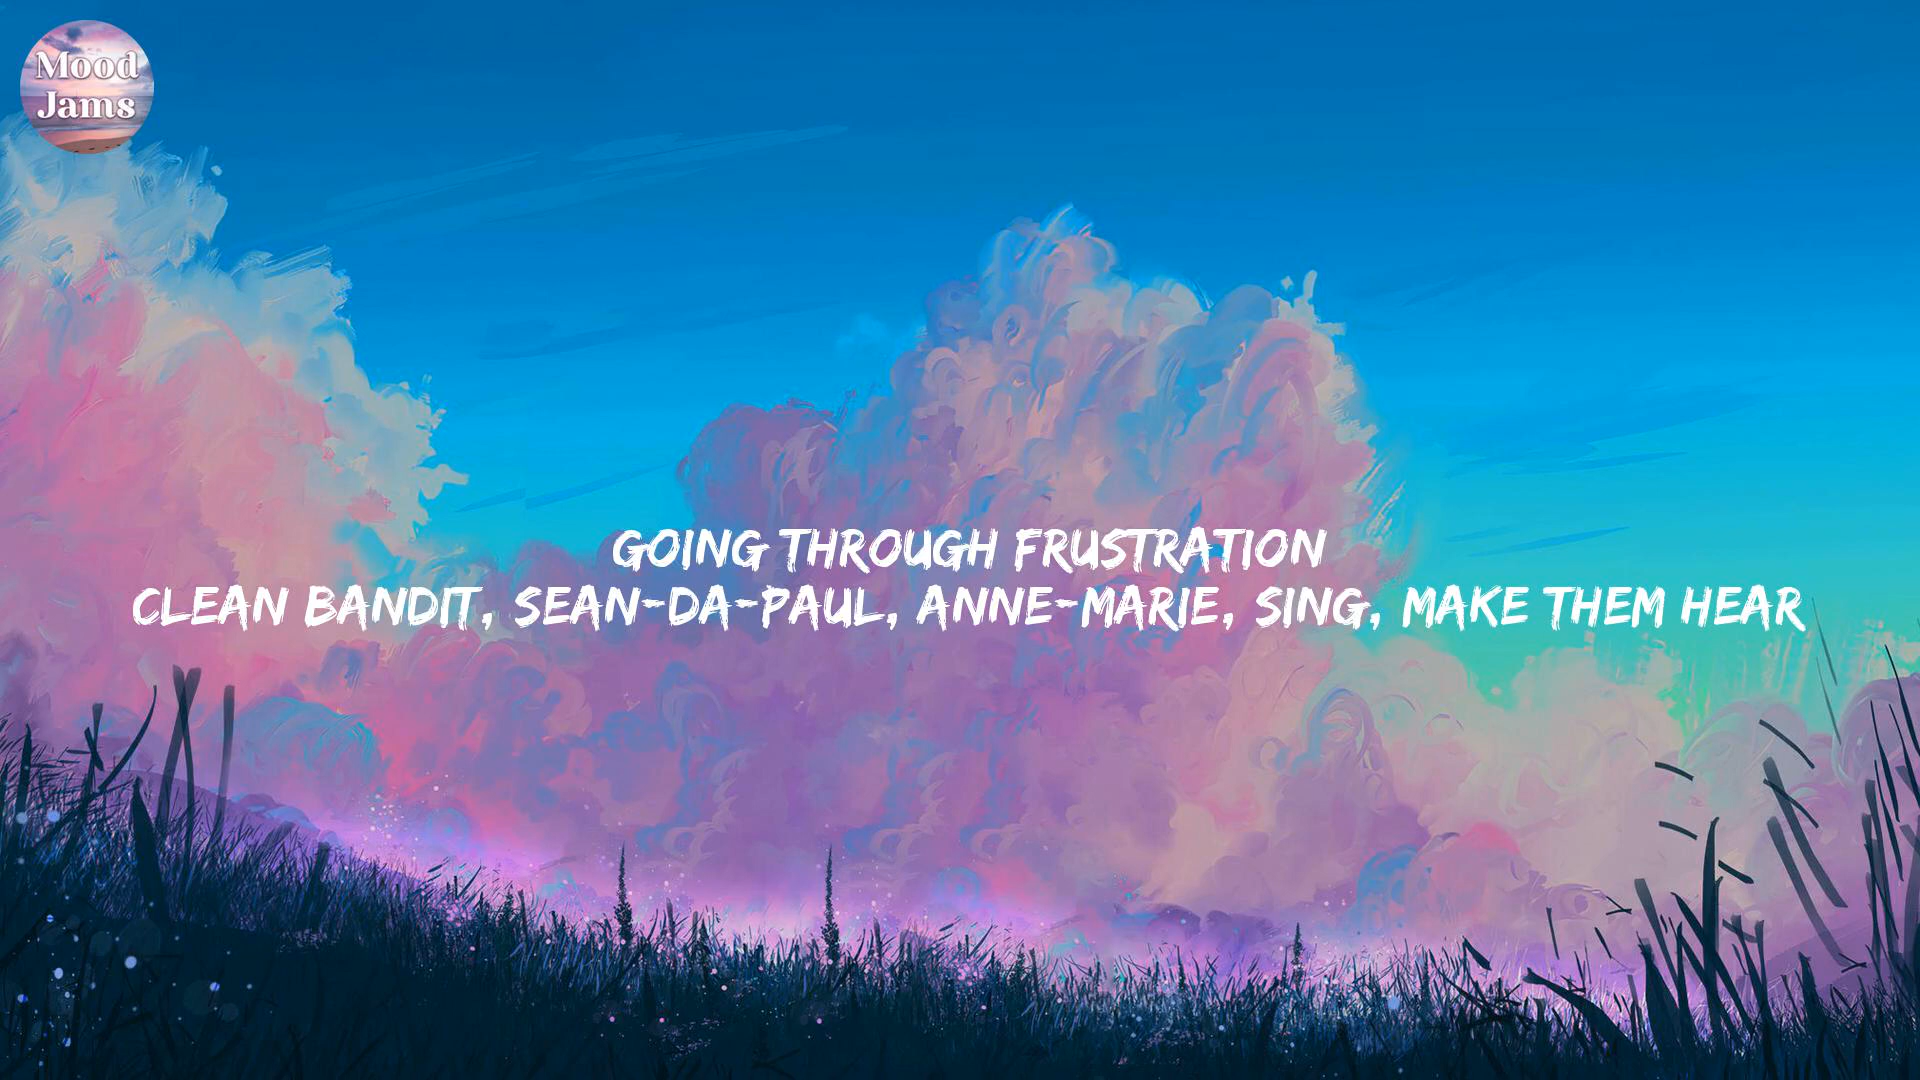 Mood
Jams
GOING THROUGH FRUSTRATION
CLEAN BANDIT, SEAN-DA-PAUL, ANNE-MARIE, SING, MAKE THEM HEAR